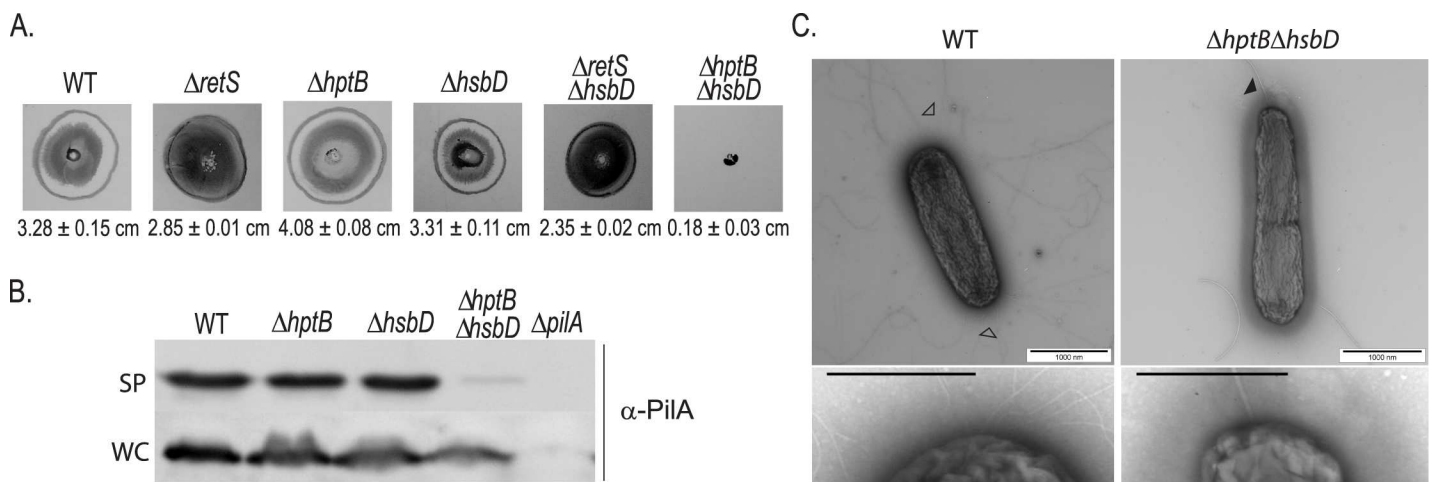 A.
WT
ΔretS
ΔhptB
ΔhsbD
ΔretS
ΔhsbD
ΔhptB
ΔhsbD
3.28 ± 0.15 cm
2.85 ± 0.01 cm
4.08 ± 0.08 cm
3.31 ± 0.11 cm
2.35 ± 0.02 cm
0.18 ± 0.03 cm
B.
WT
ΔhptB
ΔhsbD
ΔhptB
ΔhsbD
ΔpilA
SP
WC
α-PilA
C.
WT
ΔhptBΔhsbD
1000 nm
1000 nm